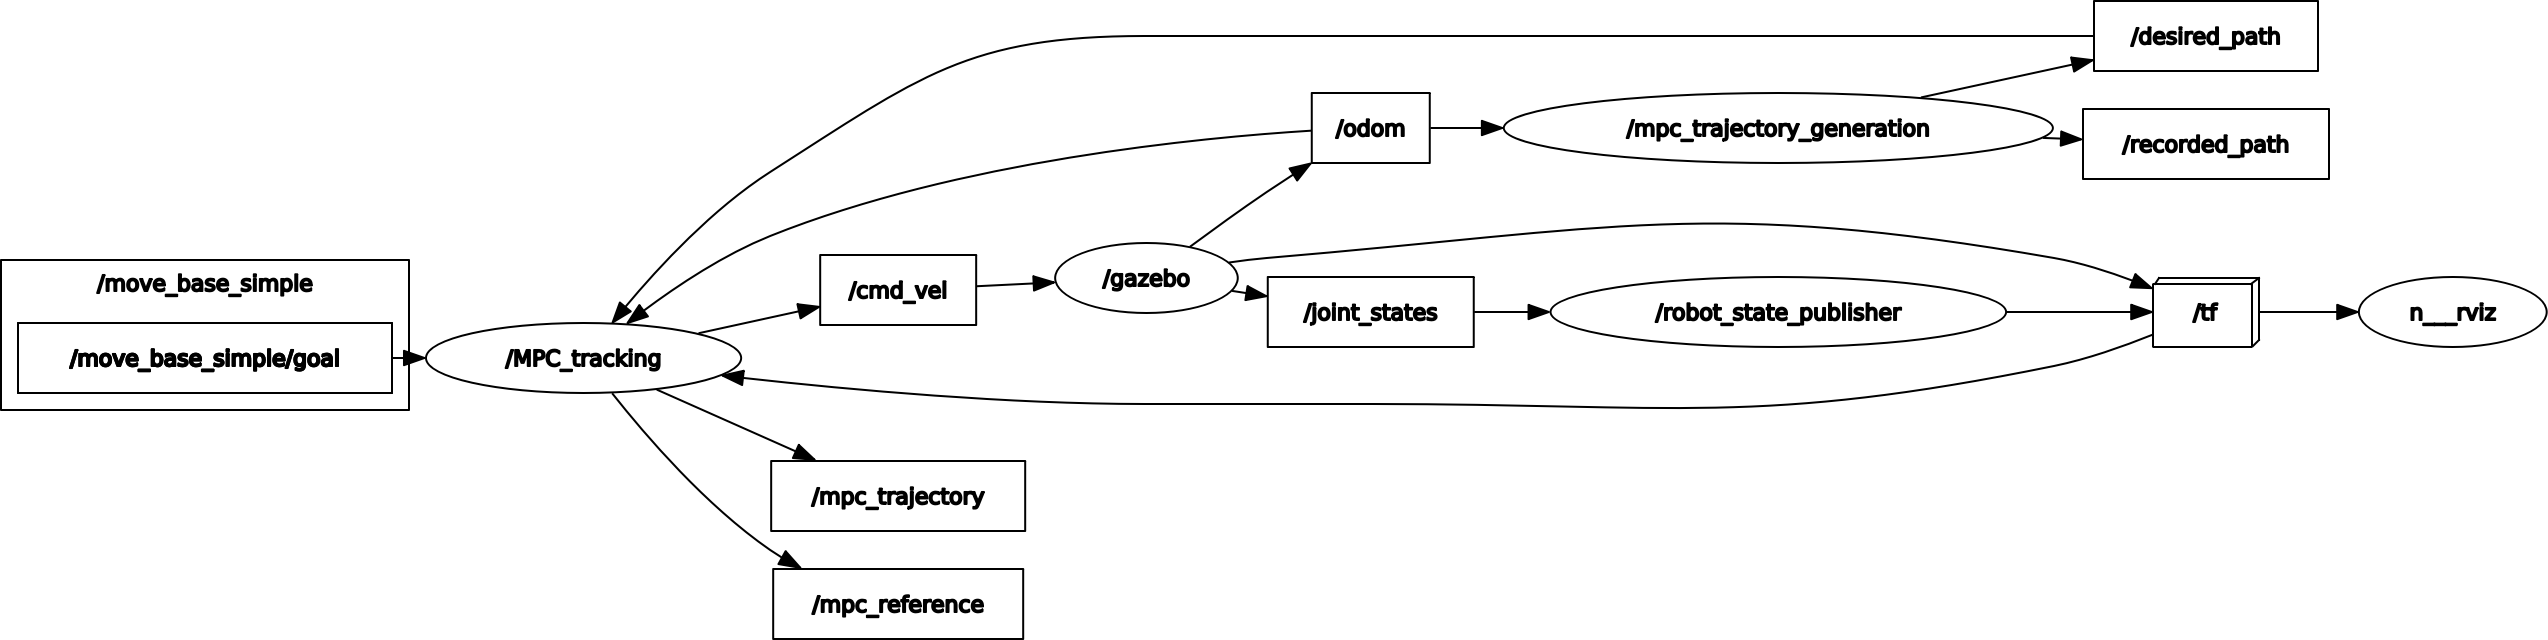 /desired_path
/odom
/mpc_trajectory_generation
/recorded_path
/move_base_simple
/cmd_vel
/gazebo
/joint_states
/robot_state_publisher
/tf
n___rviz
/move_base_simple/goal
/MPC_tracking
/mpc_trajectory
/mpc_reference